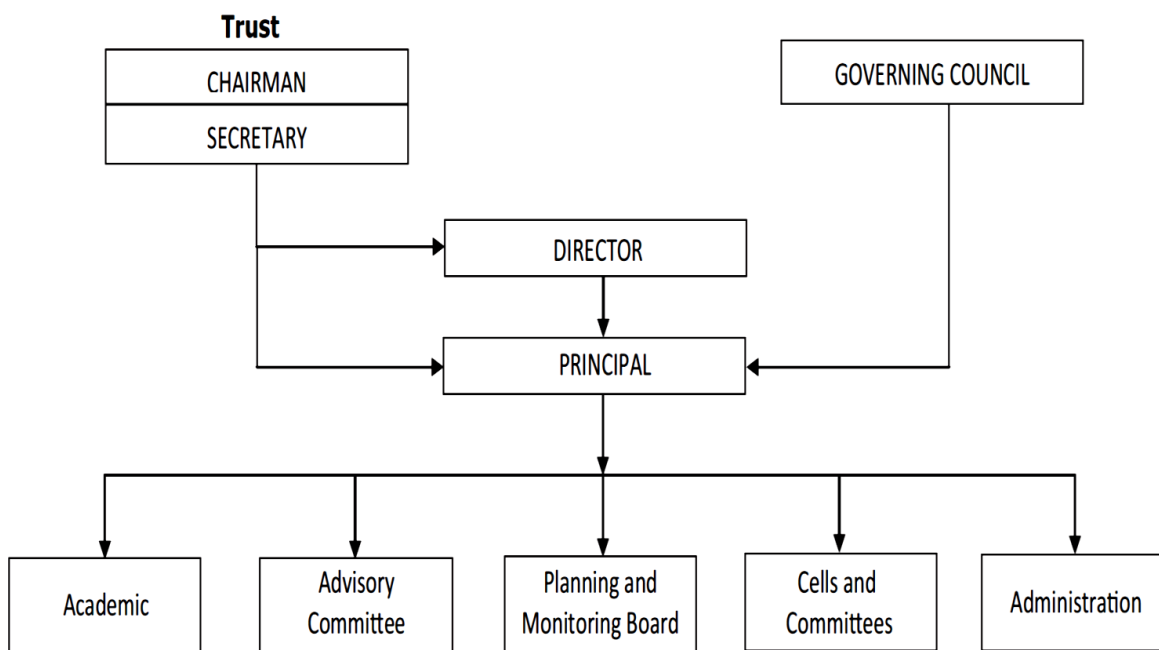 Trust
CHAIRMAN
SECRETARY
GOVERNING COUNCIL
DIRECTOR
PRINCIPAL
Academic
Advisory
Committee
Planning and
Monitoring Board
Cells and
Committees
Administration